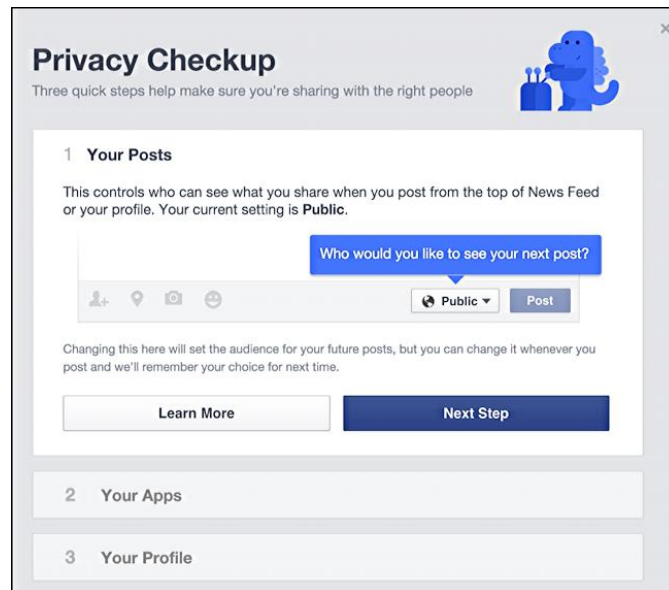 Privacy Checkup
Three quick steps help make sure you're sharing with the right people
1 Your Posts
This controls who can see what you share when you post from the top of News Feed
or your profile. Your current setting is Public.
Who would you like to see your next post?
Public
Post
Changing this here will set the audience for your future posts, but you can change it whenever you
post and we'll remember your choice for next time.
Learn More
Next Step
2 Your Apps
3 Your Profile